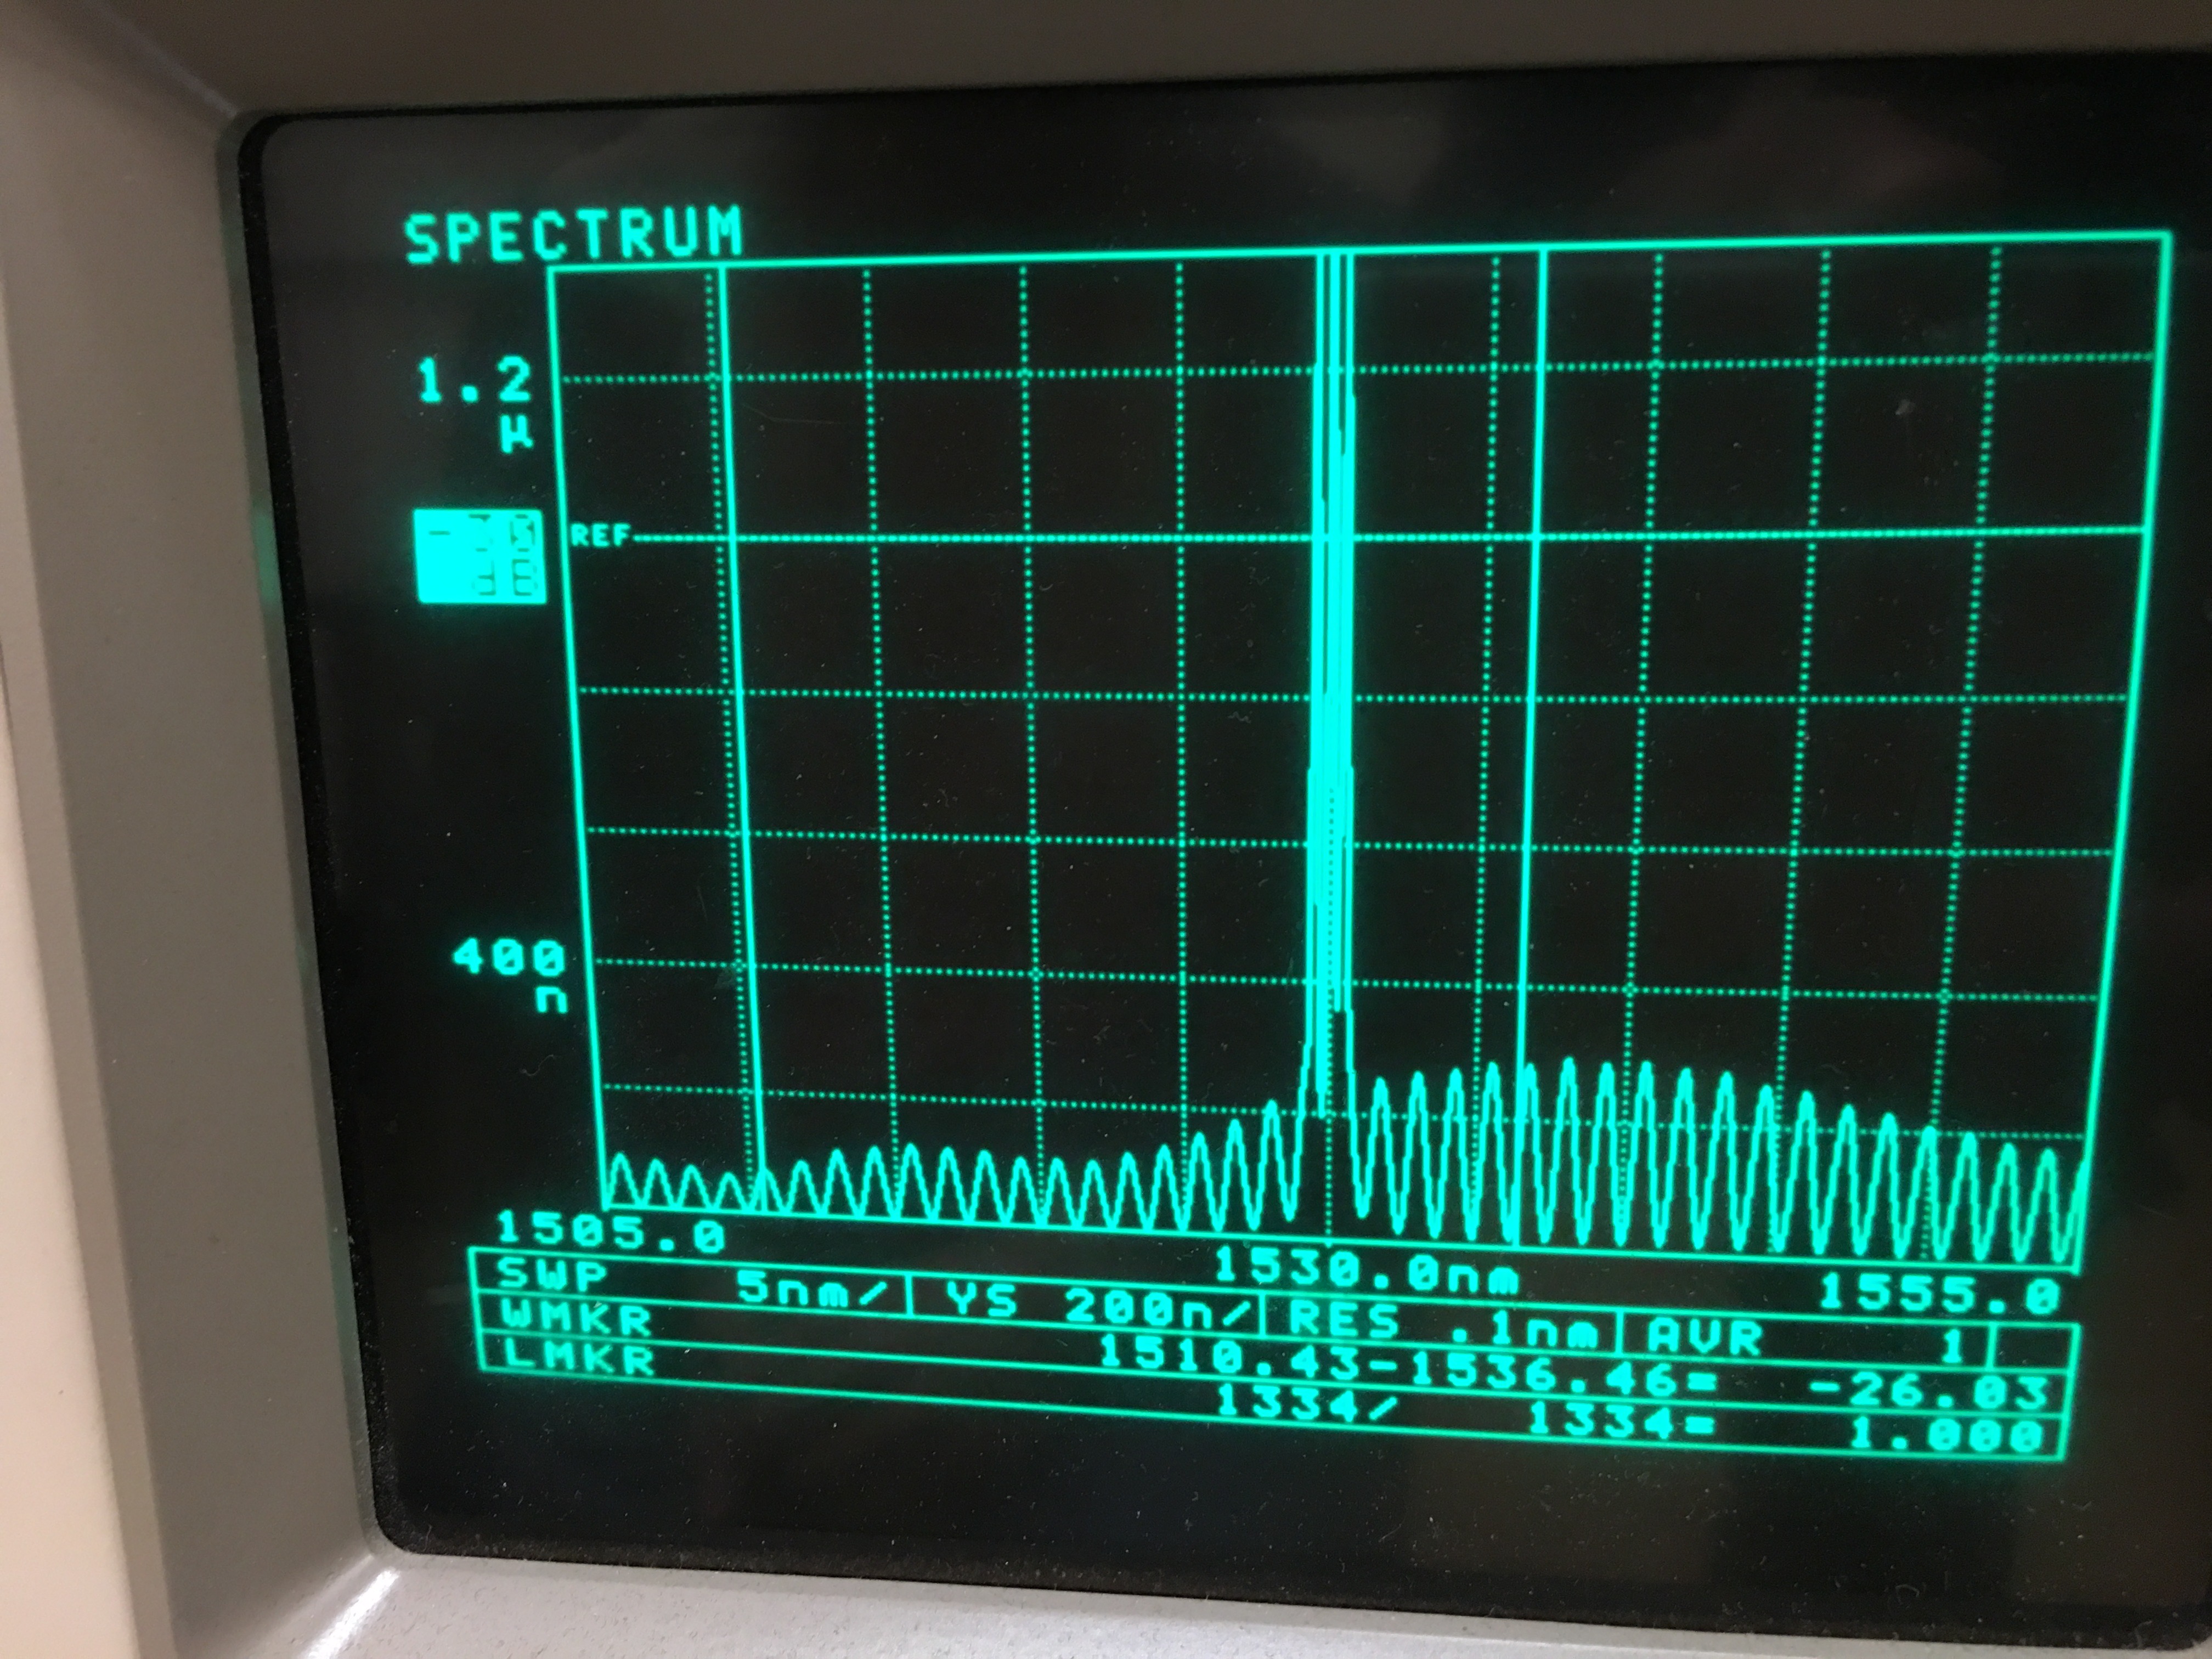 SPECTRUM
1.2
μ
REF
dB
400
n
1505.0
1530.0nm
1555.0
SWP 5nm/ YS 200n/ RES .1nm AVR 1
WMKR 1510.43-1536.46= -26.03
LMKR 1334/ 1334= 1.000